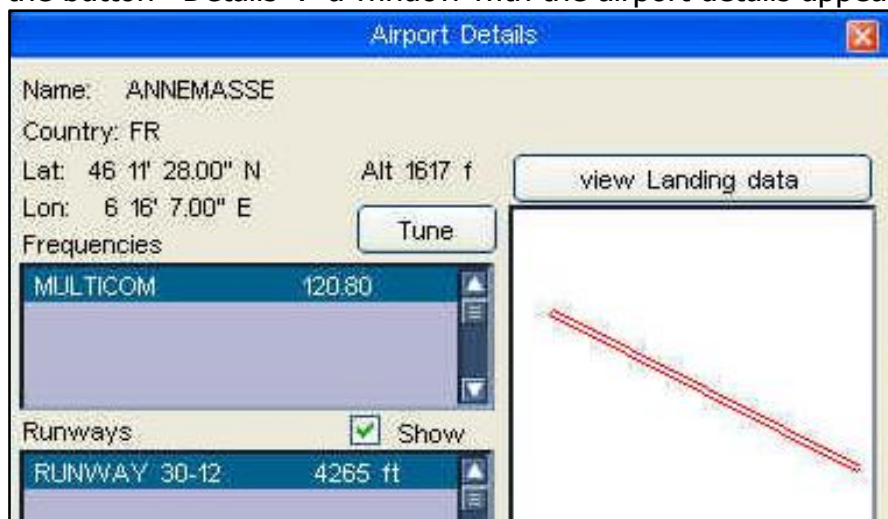 the button "Details": a window with the airport details appea
Airport Details
Name: ANNEMASSE
Country: FR
Lat: 46 11' 28.00" N Alt 1617 f
view Landing data
Lon: 6 16' 7.00" E
Tune
Frequencies
MULTICOM 120.80
Runways Show
RUNWAY 30-12 4265 ft